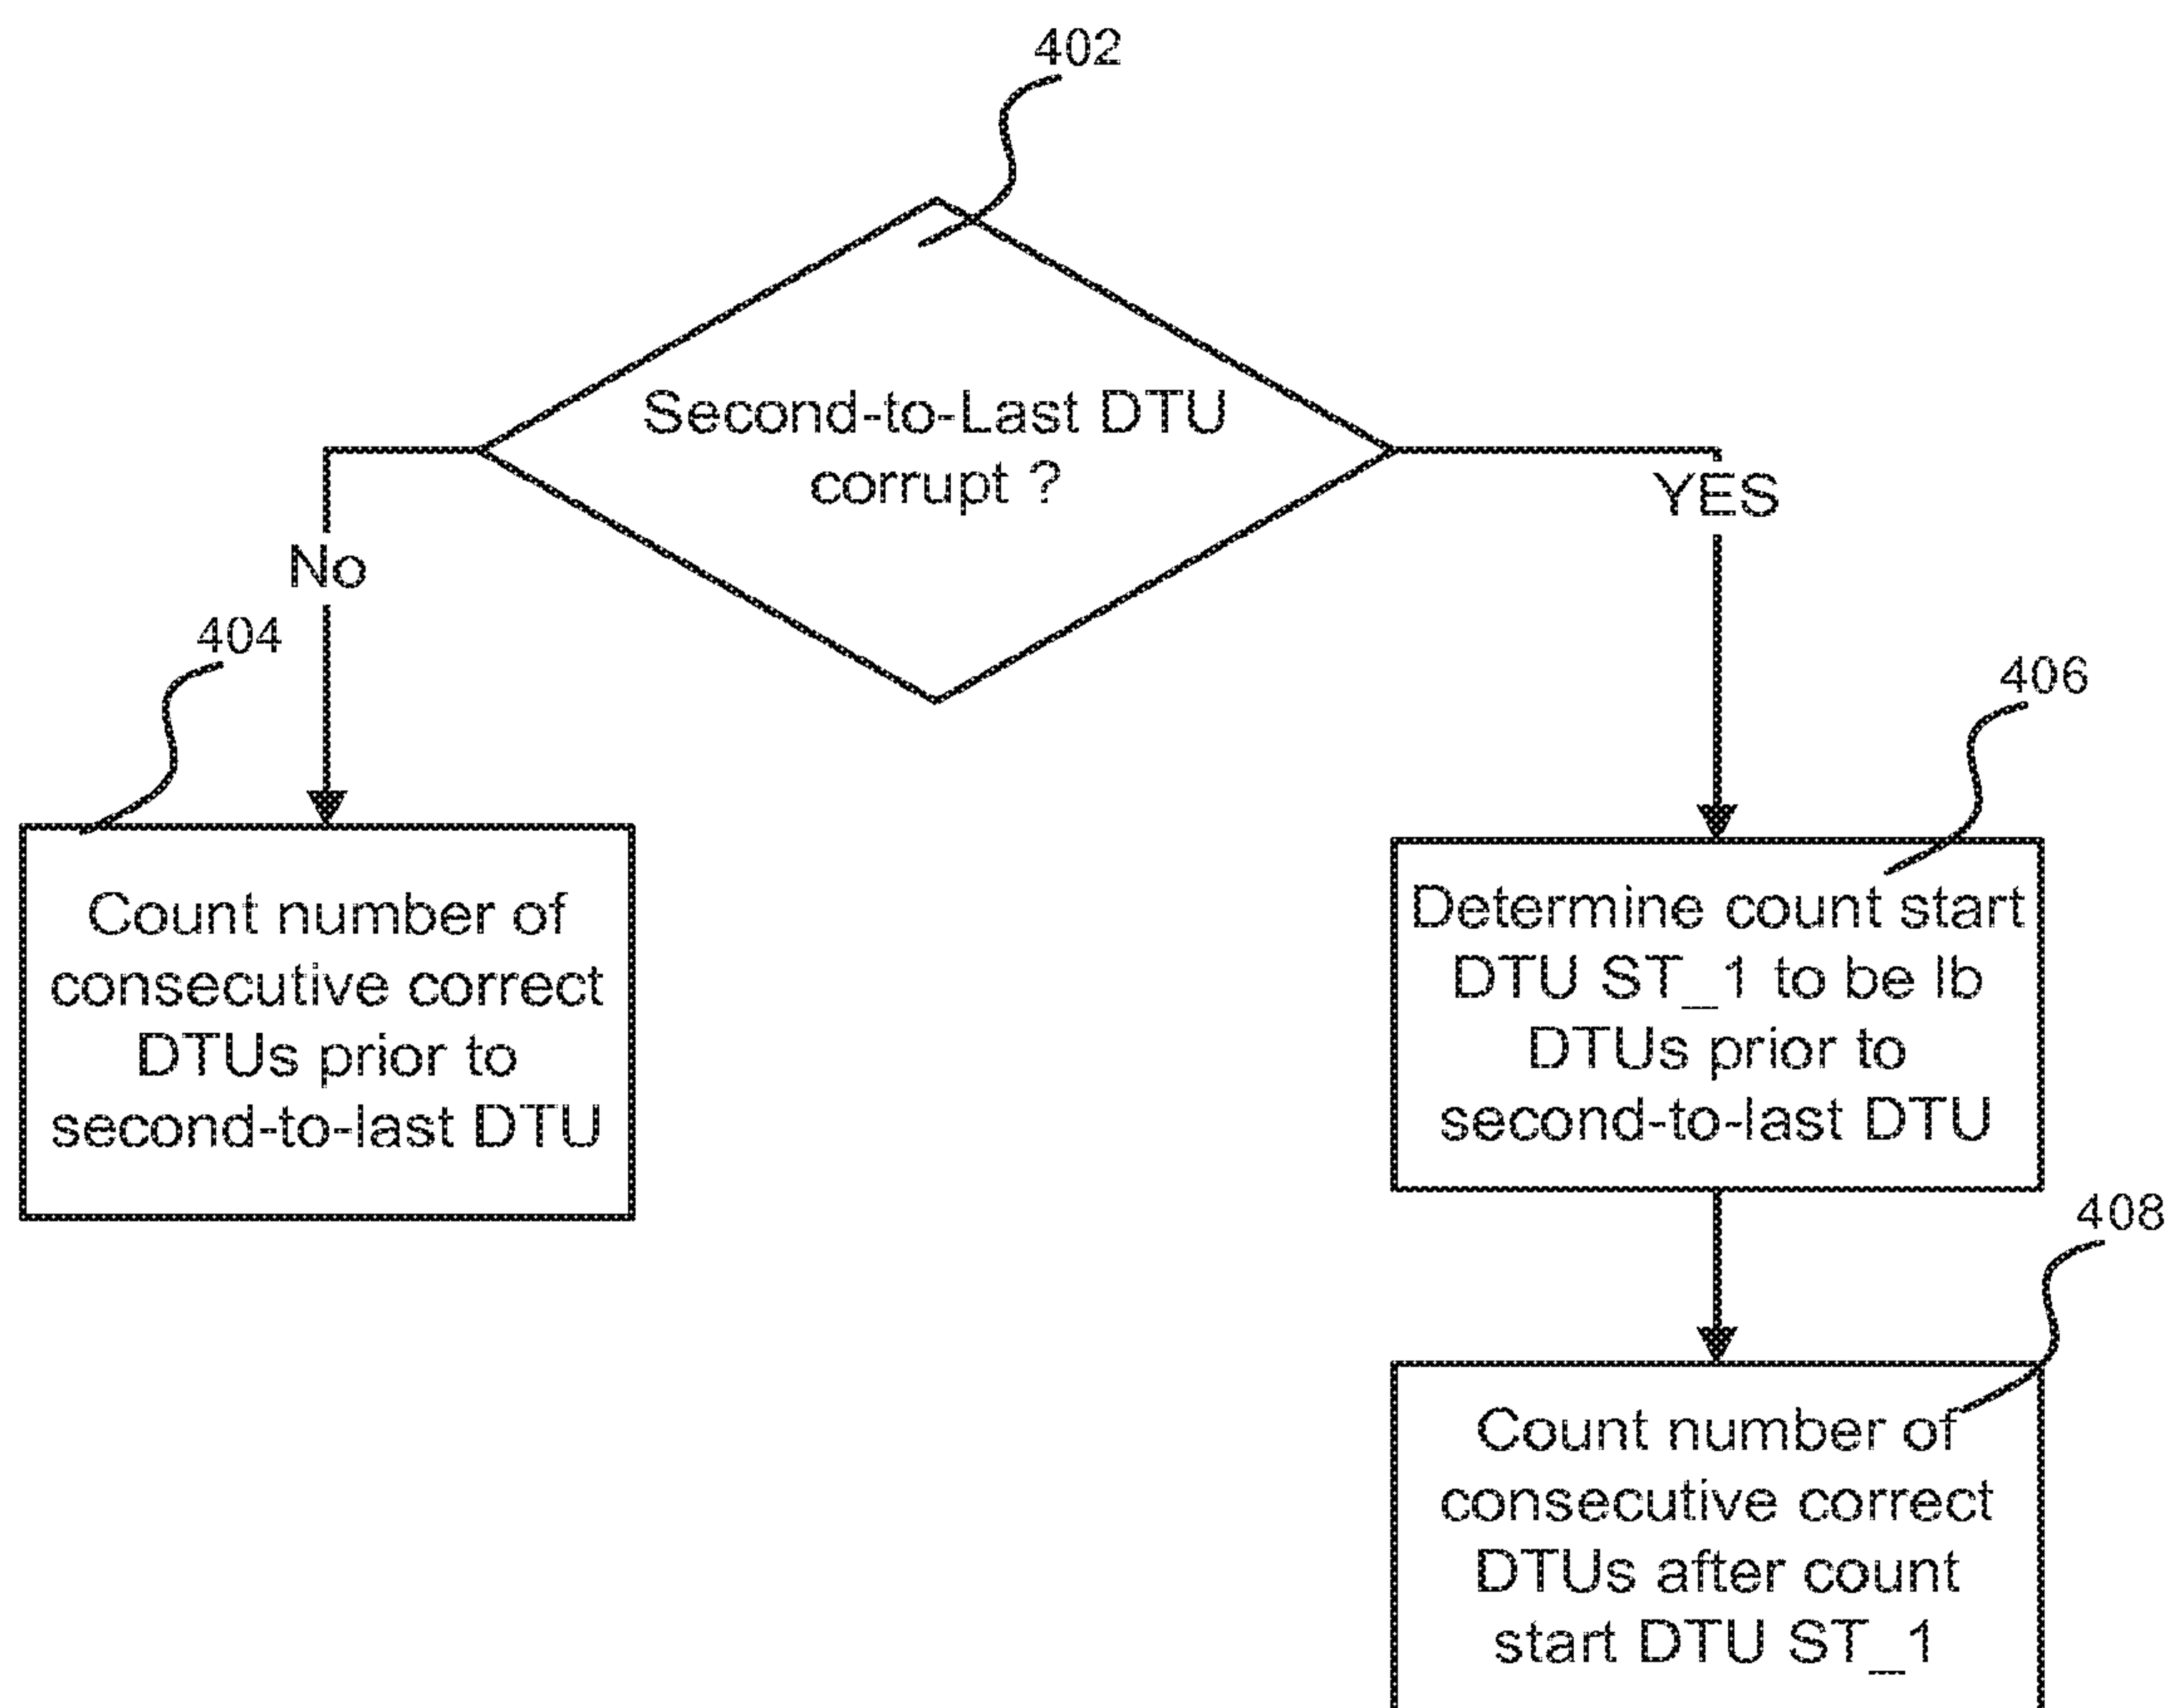 402
Second-to-Last DTU
corrupt ?
YES
No
404
406
Count number of
consecutive correct
DTUs prior to
second-to-last DTU
Determine count start
DTU ST_1 to be lb
DTUs prior to
second-to-last DTU
408
Count number of
consecutive correct
DTUs after count
start DTU ST_1